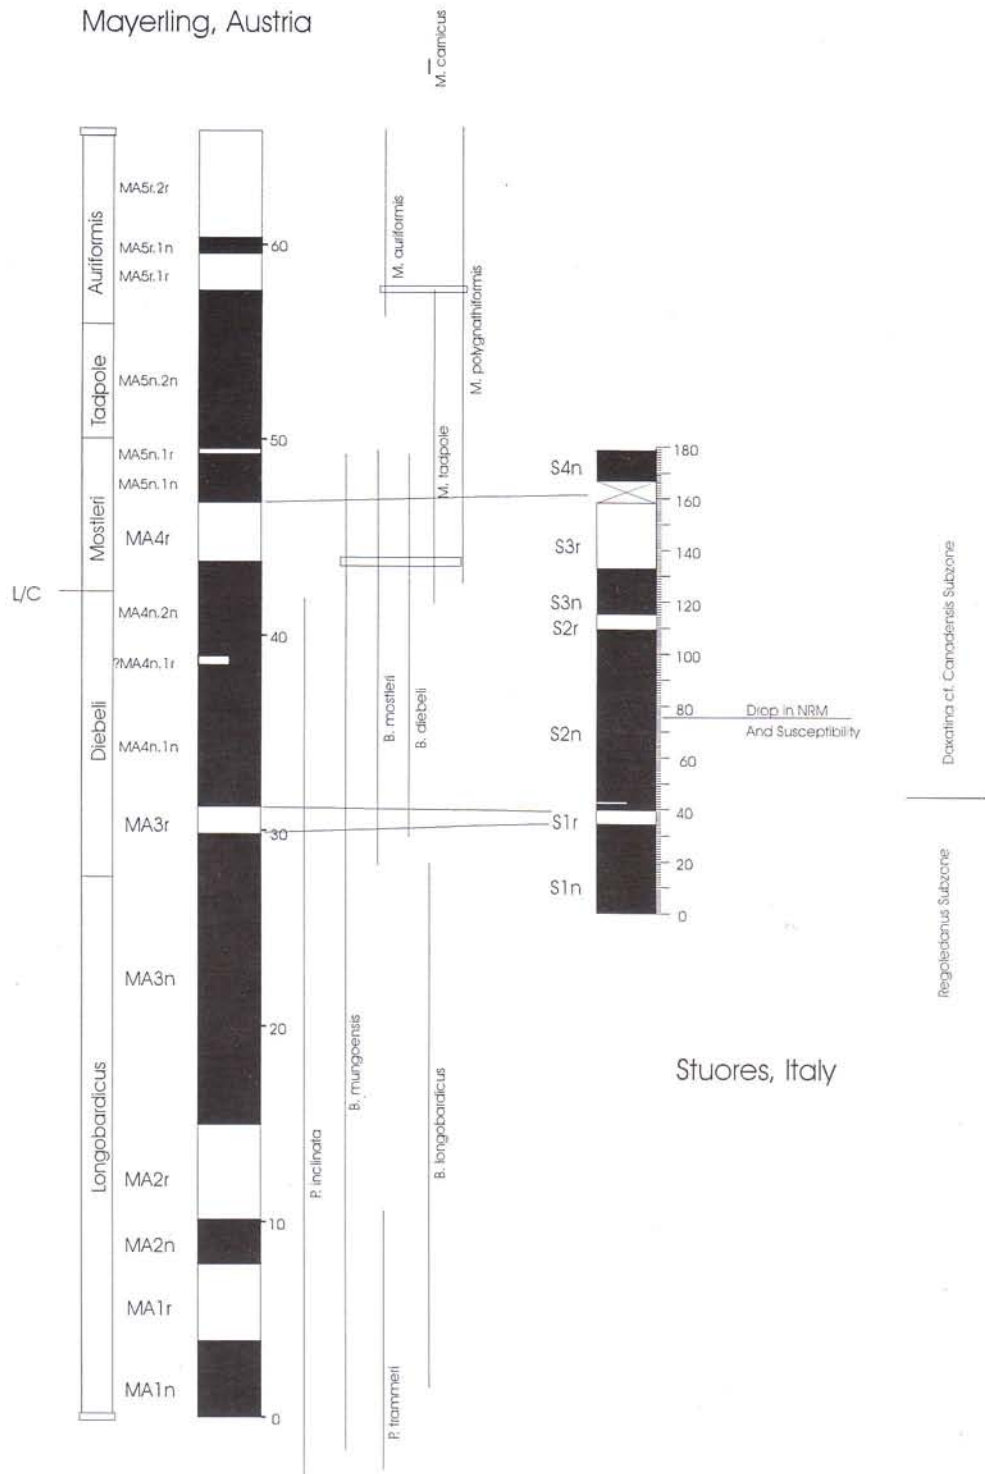 Mayerling, Austria
M. carnicus
Auriformis
Tadpole
Mostleri
Diebeli
Longobardicus
L/C
MA5r.2r
MA5r.1n
MA5r.1r
MA5n.2n
MA5n.1r
MA5n.1n
MA4r
MA4n.2n
?MA4n.1r
MA4n.1n
MA3r
MA3n
MA2r
MA2n
MA1r
MA1n
60
50
40
30
20
10
0
M. auriformis
M. polygnathiformis
M. tadpole
B. mostleri
B. diebeli
B. mungoensis
B. longobardicus
P. inclinata
P. trammeri
S4n
S3r
S3n
S2r
S2n
S1r
S1n
180
160
140
120
100
80
60
40
20
0
Drop in NRM
And Susceptibility
Daxatina cf. Canadensis Subzone
Regoledanus Subzone
Stuores, Italy